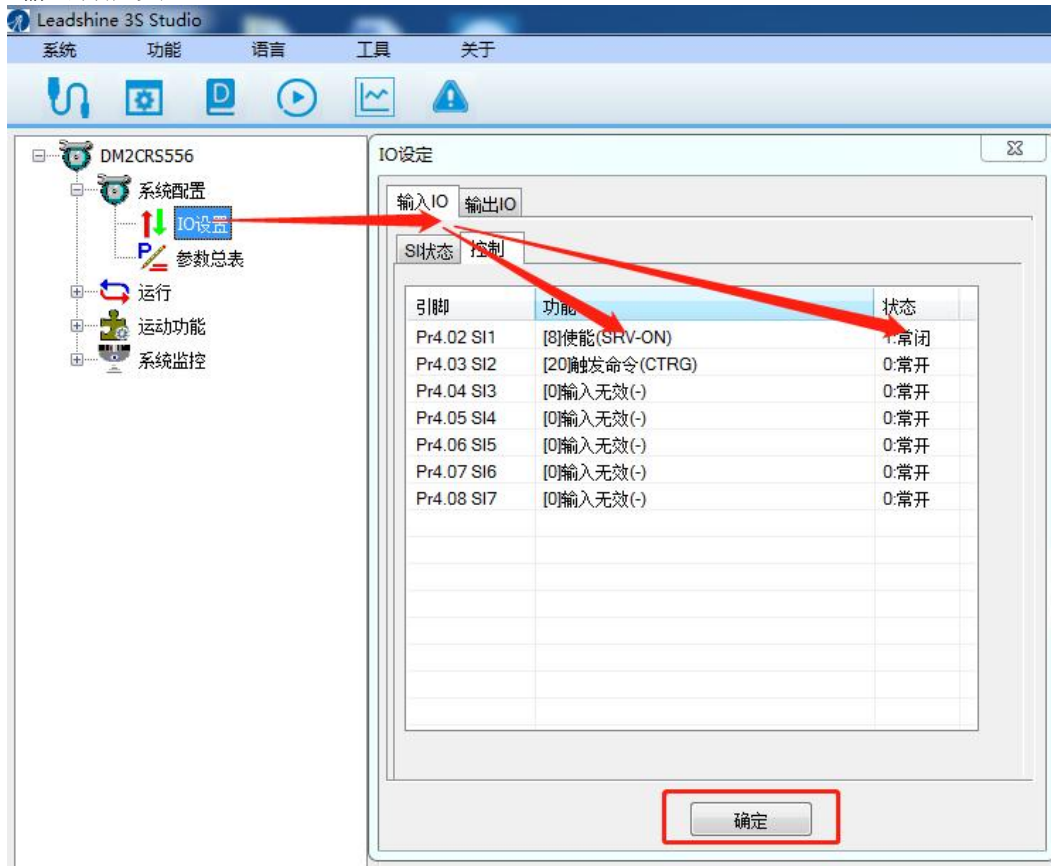 Leadshine 3S Studio
系统 功能 语言 工具 关于
DM2CRS556
系统配置
IO设置
参数总表
运行
运动功能
系统监控
IO设定
输入IO 输出IO
SI状态 控制
引脚 功能 状态
Pr4.02 SI1 [8]使能(SRV-ON) 1:常闭
Pr4.03 SI2 [20]触发命令(CTRG) 0:常开
Pr4.04 SI3 [0]输入无效(-) 0:常开
Pr4.05 SI4 [0]输入无效(-) 0:常开
Pr4.06 SI5 [0]输入无效(-) 0:常开
Pr4.07 SI6 [0]输入无效(-) 0:常开
Pr4.08 SI7 [0]输入无效(-) 0:常开
确定